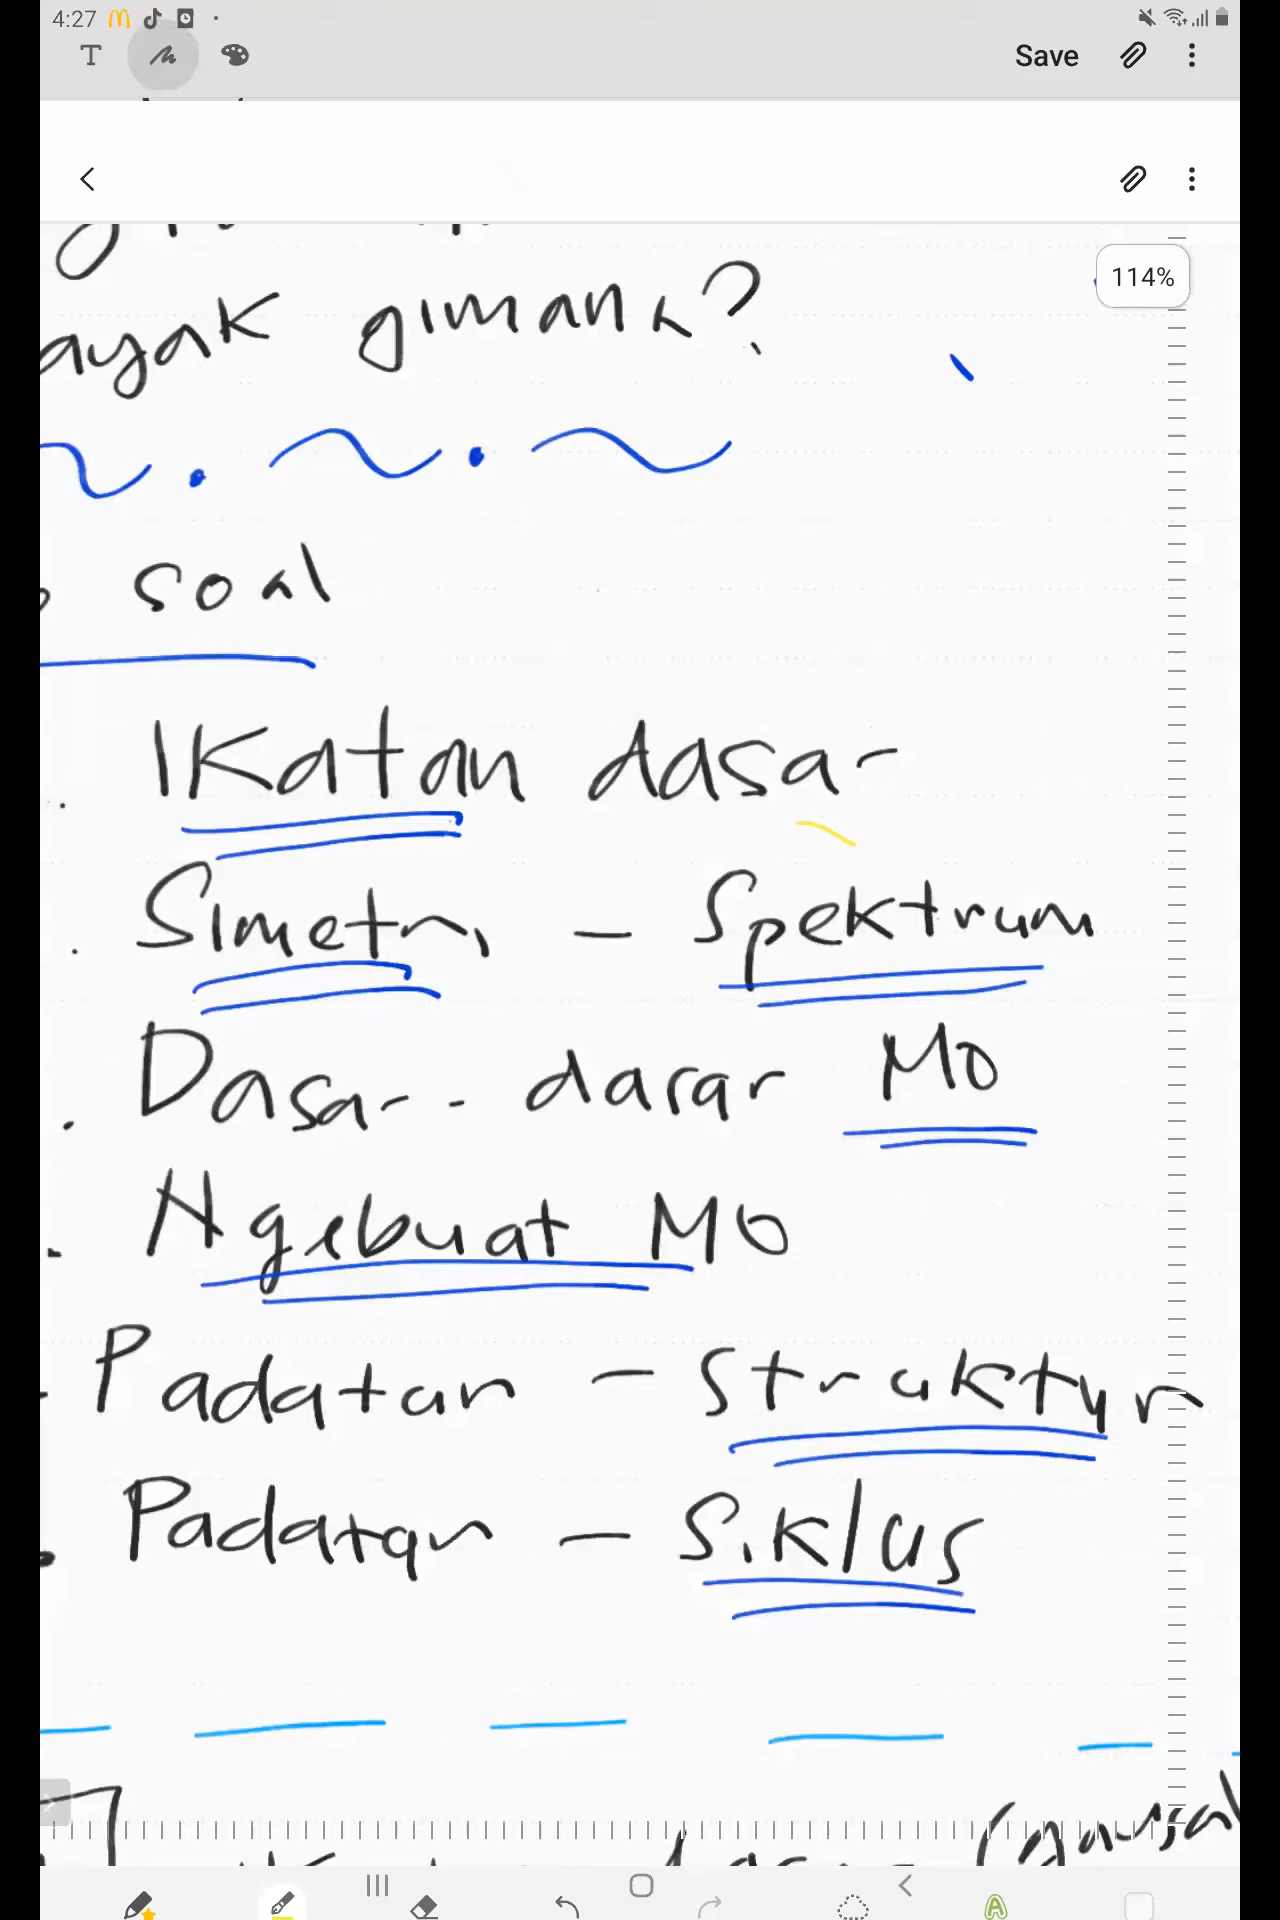 4:27
T
Save
114%
ayak gimana?
soal
Ikatan dasar
Simetri - Spektrum
Dasar-dasar MO
Ngebuat MO
Padatan - Struktur
Padatan - Siklus